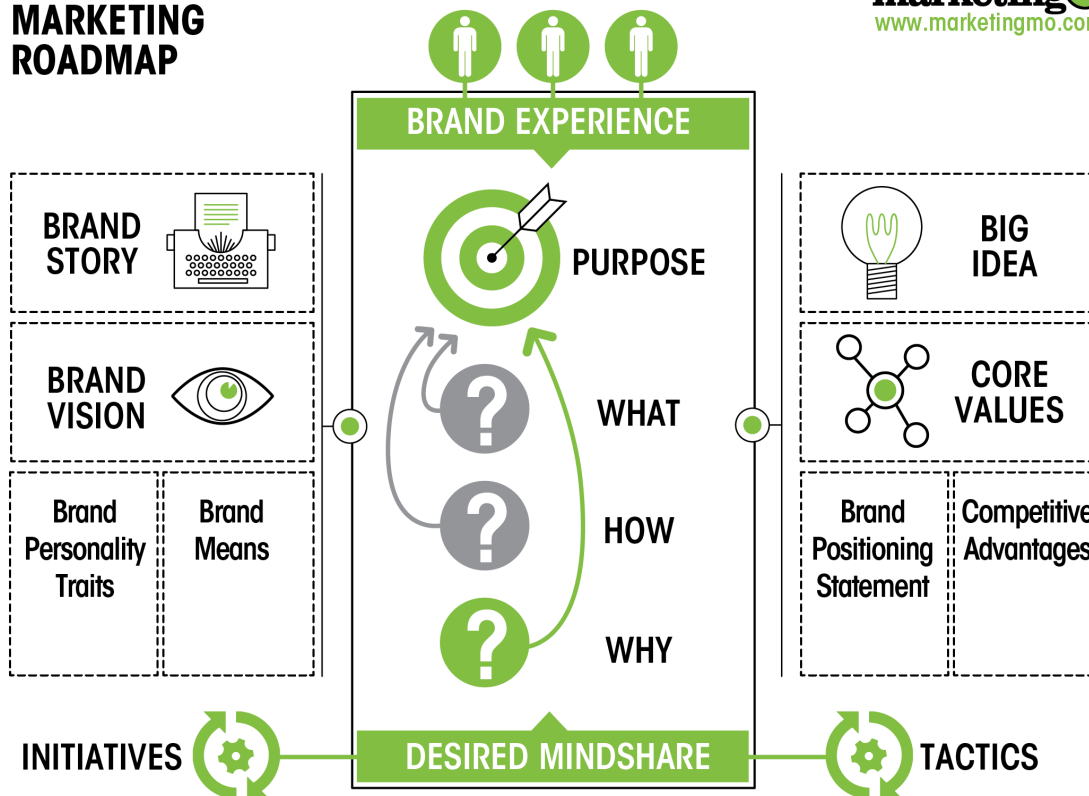 MARKETING
ROADMAP
www.marketingmo.co
BRAND EXPERIENCE
BRAND
STORY
PURPOSE
BIG
IDEA
BRAND
VISION
?
WHAT
CORE
VALUES
Brand
Personality
Traits
Brand
Means
?
HOW
Brand
Positioning
Statement
Competitive
Advantages
?
WHY
INITIATIVES
DESIRED MINDSHARE
TACTICS